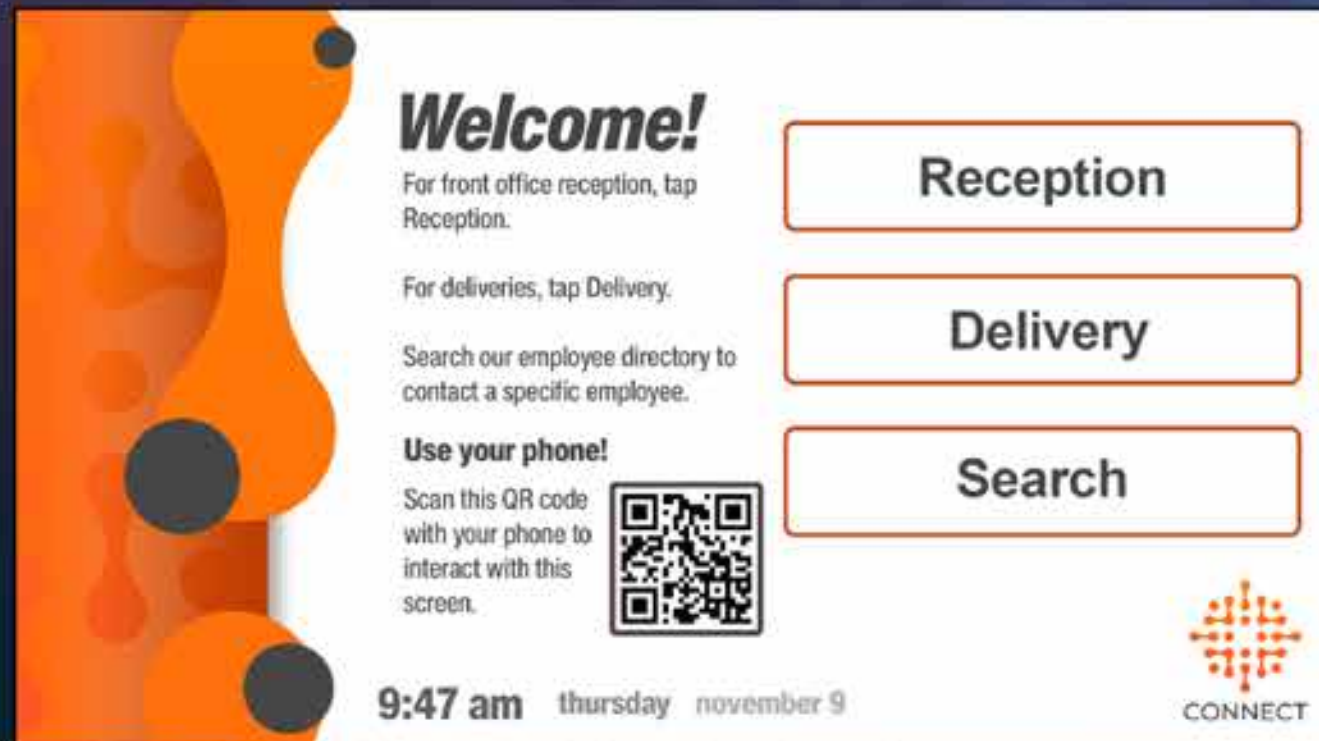 Welcome!
For front office reception, tap
Reception.
For deliveries, tap Delivery.
Search our employee directory to
contact a specific employee.
Use your phone!
Scan this QR code
with your phone to
interact with this
screen.
Reception
Delivery
Search
9:47 am thursday november 9
CONNECT